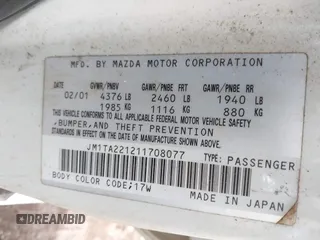 MFD. BY MAZDA MOTOR CORPORATION
DATE GVWR/PNBV GAWR/PNBE FRT GAWR/PNBE RR
02/01 4376 LB 2460 LB 1940 LB
1985 KG 1116 KG 880 KG
THIS VEHICLE CONFORMS TO ALL APPLICABLE FEDERAL MOTOR VEHICLE SAFETY
, BUMPER, AND THEFT PREVENTION
STANDARDS IN EFFECT ON THE DATE OF MANUFACTURE SHOWN ABOVE.
JM1TA221211708077 TYPE: PASSENGER
BODY COLOR CODE;17W MADE IN JAPAN
DREAMBID